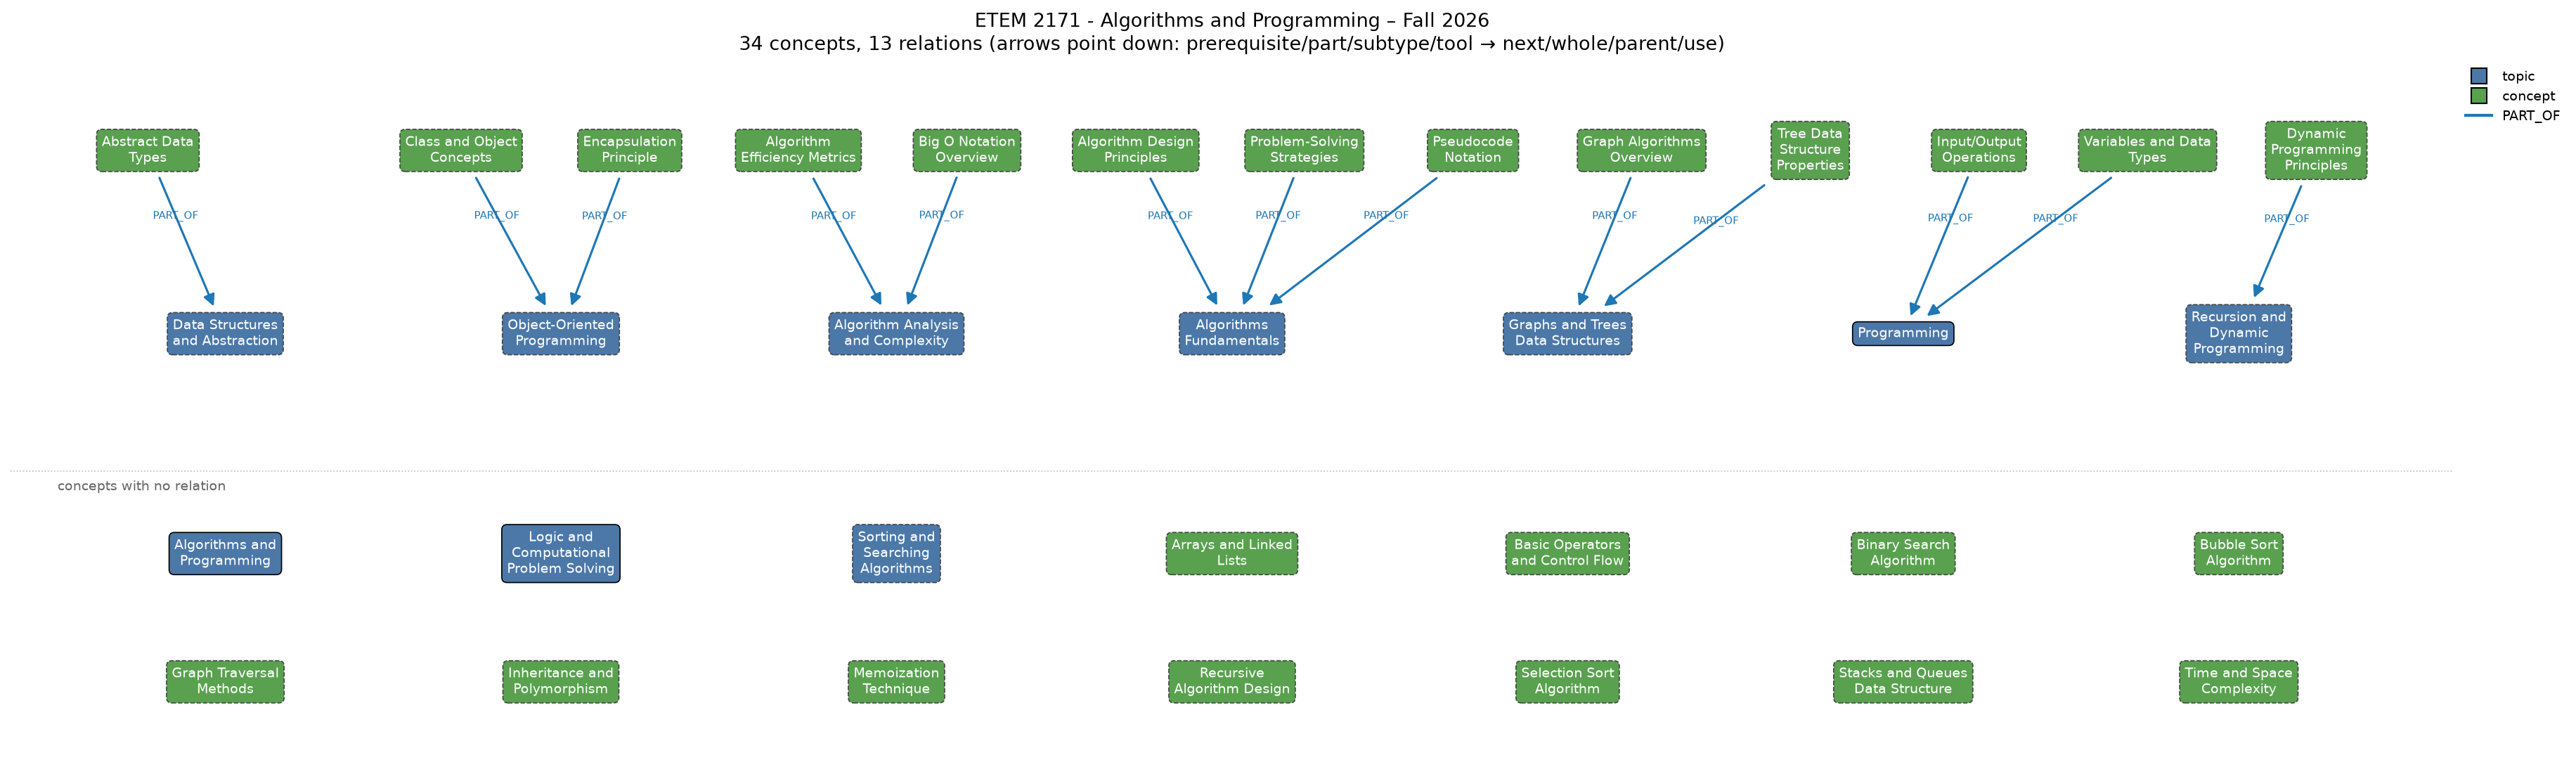 ETEM 2171 - Algorithms and Programming – Fall 2026
34 concepts, 13 relations (arrows point down: prerequisite/part/subtype/tool → next/whole/parent/use)
topic
concept
PART_OF
Abstract Data
Types
Class and Object
Concepts
Encapsulation
Principle
Algorithm
Efficiency Metrics
Big O Notation
Overview
Algorithm Design
Principles
Problem-Solving
Strategies
Pseudocode
Notation
Graph Algorithms
Overview
Tree Data
Structure
Properties
Input/Output
Operations
Variables and Data
Types
Dynamic
Programming
Principles
PART_OF
PART_OF
PART_OF
PART_OF
PART_OF
PART_OF
PART_OF
PART_OF
PART_OF
PART_OF
PART_OF
PART_OF
PART_OF
Data Structures
and Abstraction
Object-Oriented
Programming
Algorithm Analysis
and Complexity
Algorithms
Fundamentals
Graphs and Trees
Data Structures
Programming
Recursion and
Dynamic
Programming
concepts with no relation
Algorithms and
Programming
Logic and
Computational
Problem Solving
Sorting and
Searching
Algorithms
Arrays and Linked
Lists
Basic Operators
and Control Flow
Binary Search
Algorithm
Bubble Sort
Algorithm
Graph Traversal
Methods
Inheritance and
Polymorphism
Memoization
Technique
Recursive
Algorithm Design
Selection Sort
Algorithm
Stacks and Queues
Data Structure
Time and Space
Complexity